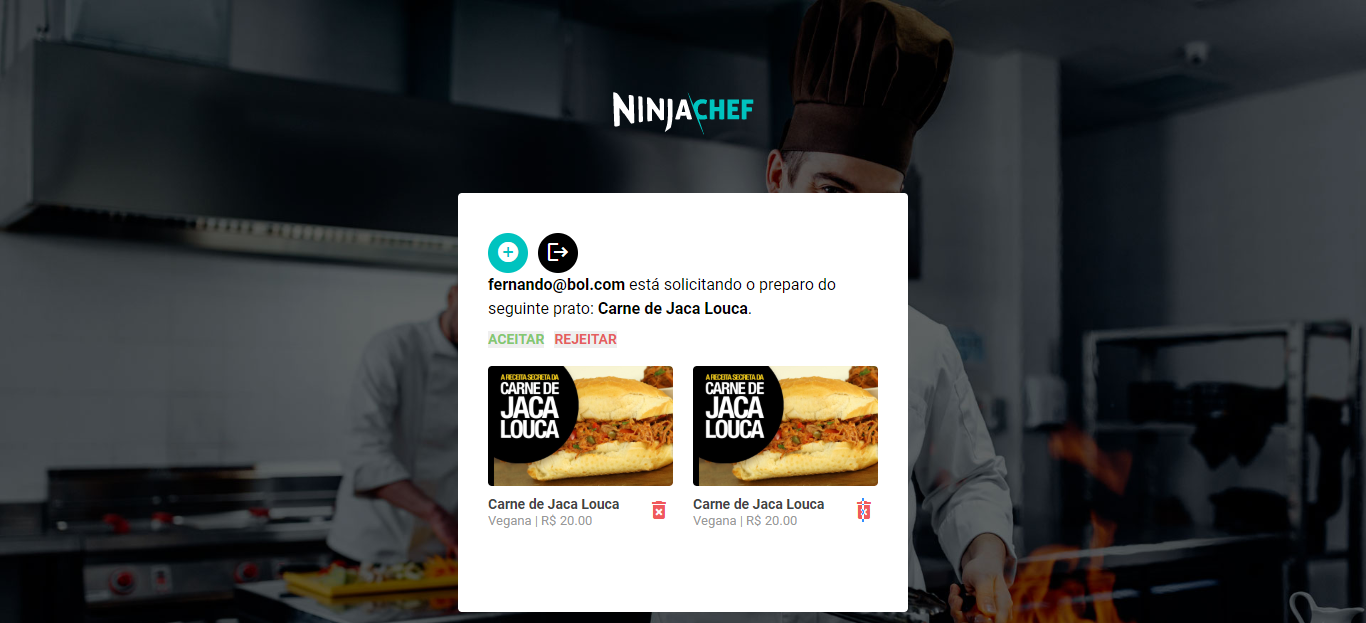 NINJACHEF
fernando@bol.com está solicitando o preparo do
seguinte prato: Carne de Jaca Louca.
ACEITAR REJEITAR
A RECEITA SECRETA DA
CARNE DE
JACA
LOUCA
A RECEITA SECRETA DA
CARNE DE
JACA
LOUCA
Carne de Jaca Louca
Vegana | R$ 20.00
Carne de Jaca Louca
Vegana | R$ 20.00